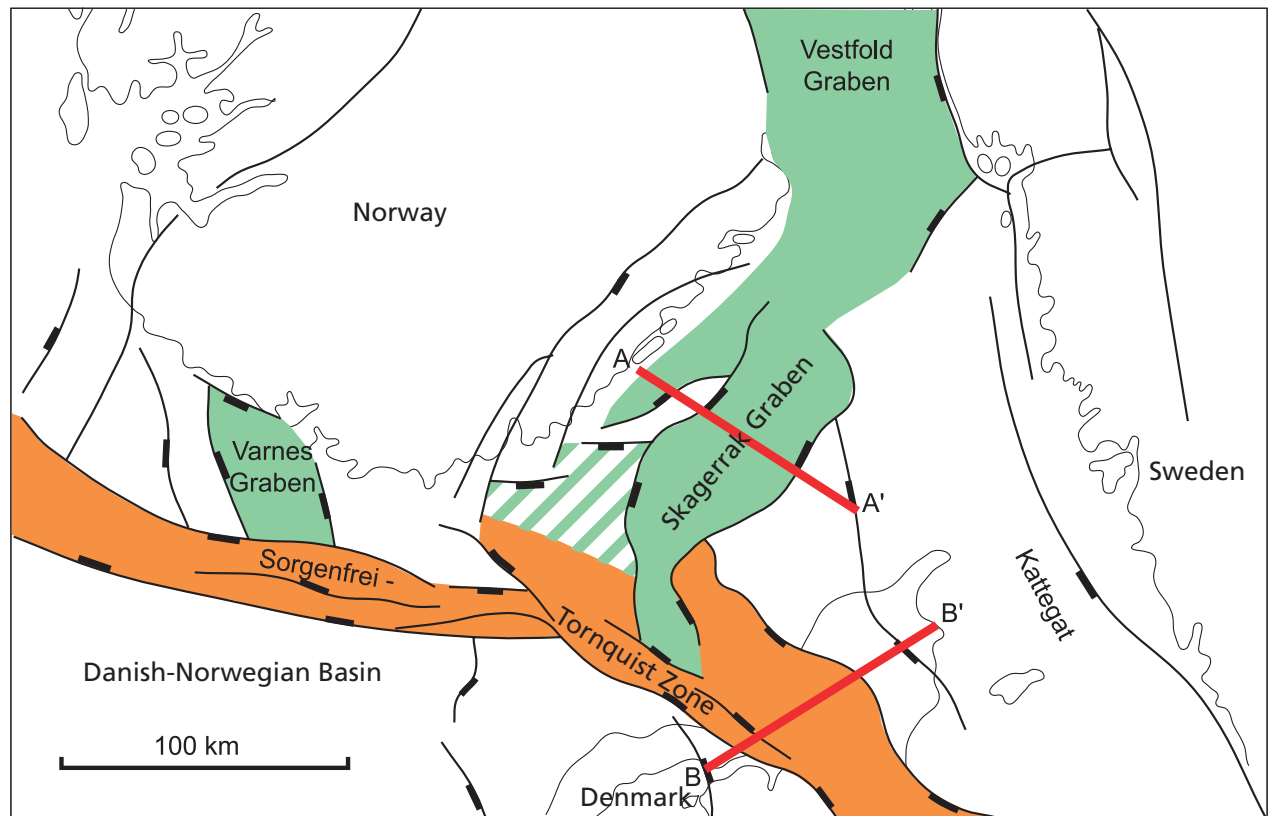 Vestfold
Graben
Norway
A
Skagerrak Graben
Varnes
Graben
A'
Sweden
Sorgenfrei -
Tornquist Zone
Kattegat
B'
Danish-Norwegian Basin
100 km
B
Denmark